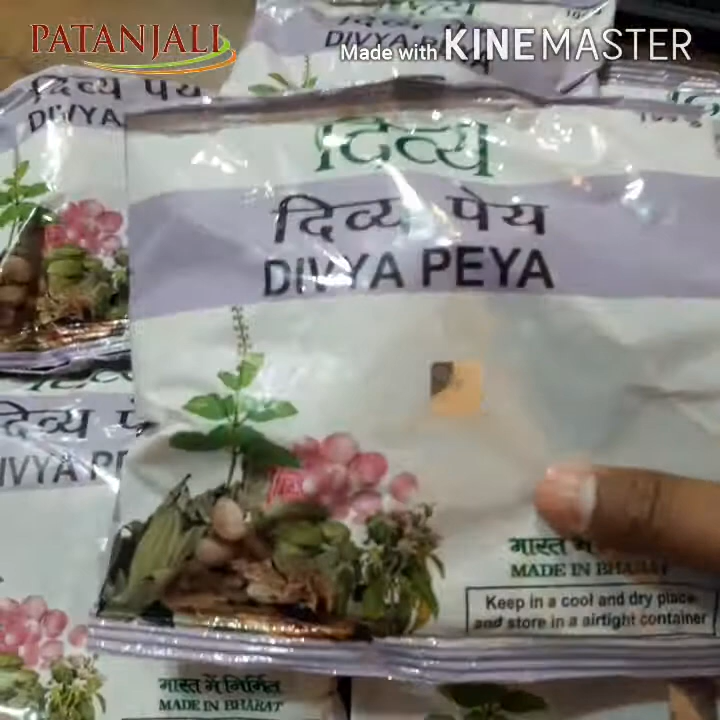 PATANJALI
Made with KINEMASTER
DIVYA
दिव्य पेय
DIVYA
दिव्य
दिव्य पेय
DIVYA PEYA
दिव्य
भारत में
MADE IN BHARAT
Keep in a cool and dry place
and store in a airtight container
भारत में निर्मित
MADE IN BHARAT